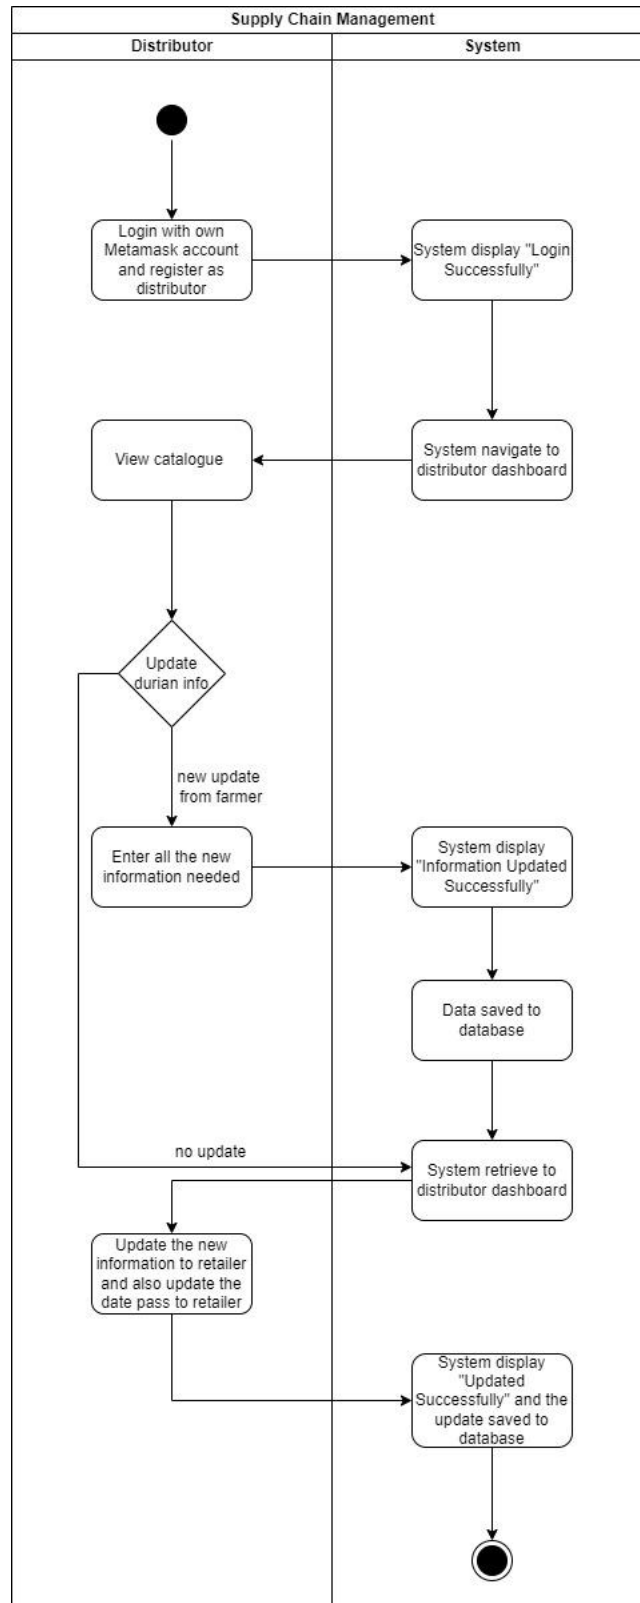 Supply Chain Management
Distributor
System
Login with own
Metamask account
and register as
distributor
System display "Login
Successfully"
View catalogue
System navigate to
distributor dashboard
Update
durian info
new update
from farmer
Enter all the new
information needed
System display
"Information Updated
Successfully"
Data saved to
database
no update
System retrieve to
distributor dashboard
Update the new
information to retailer
and also update the
date pass to retailer
System display
"Updated
Successfully" and the
update saved to
database